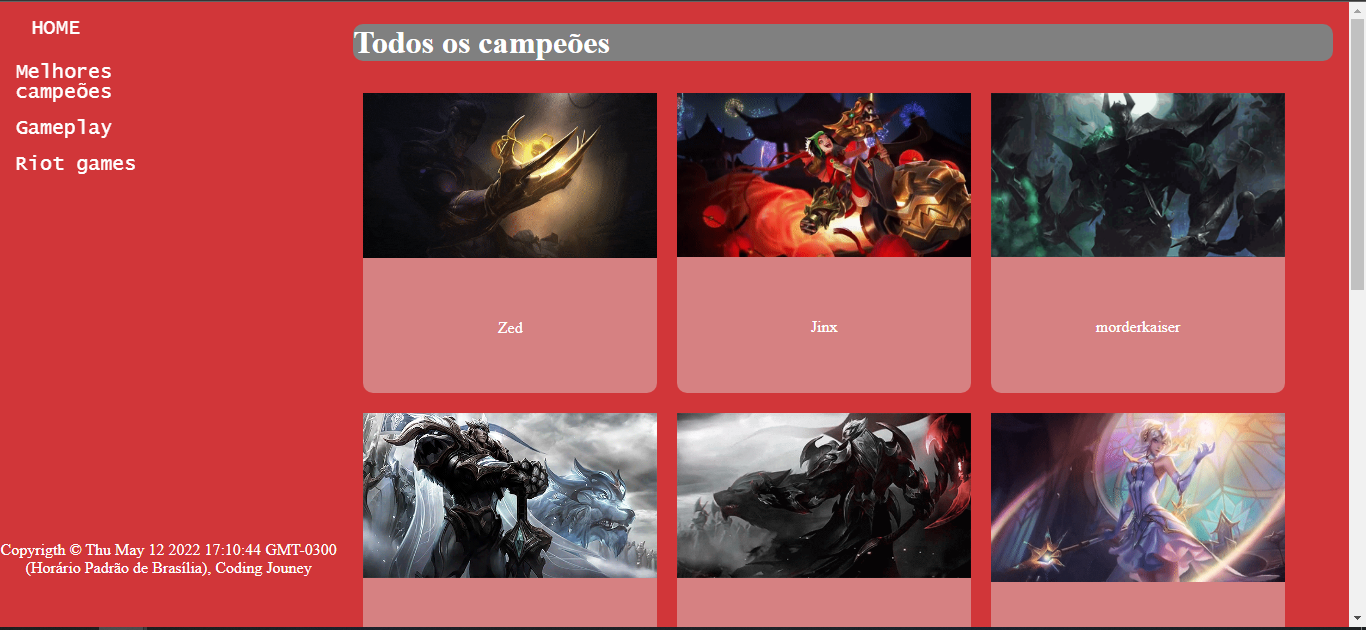 HOME
Melhores
campeões
Gameplay
Riot games
Copyrigth © Thu May 12 2022 17:10:44 GMT-0300
(Horário Padrão de Brasília), Coding Jouney
Todos os campeões
Zed
Jinx
morderkaiser